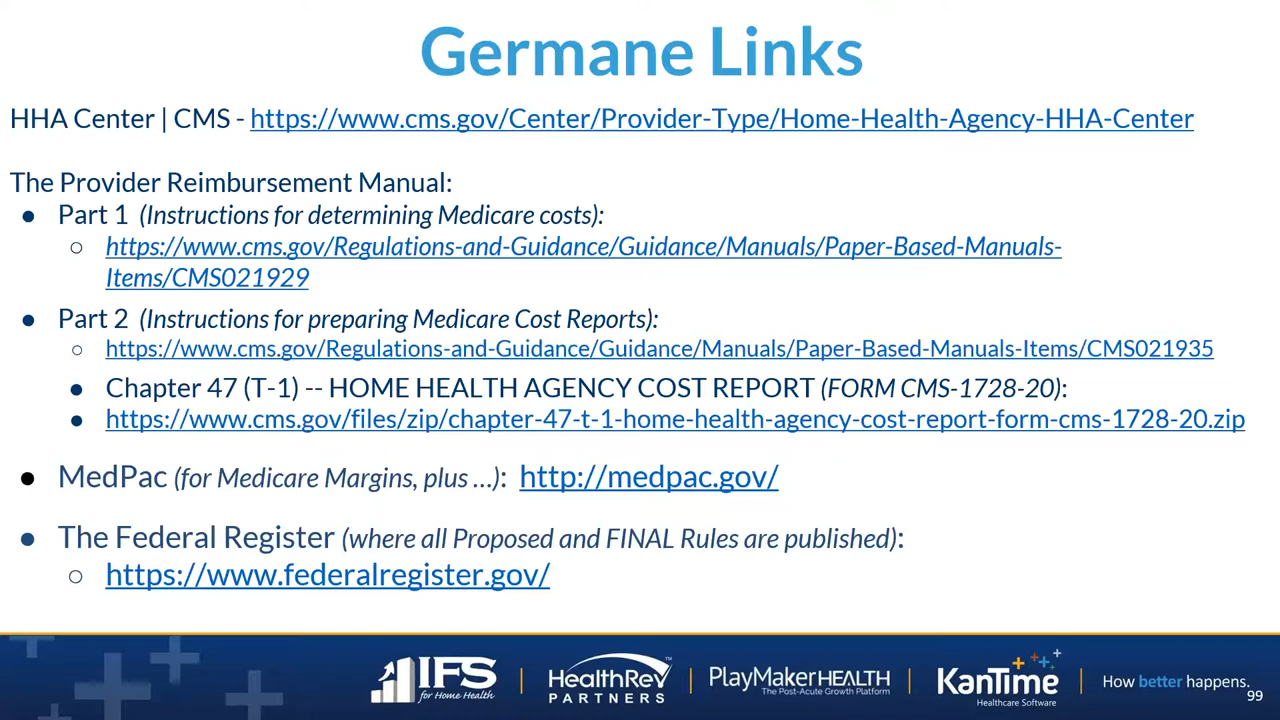 Germane Links
HHA Center | CMS - https://www.cms.gov/Center/Provider-Type/Home-Health-Agency-HHA-Center
The Provider Reimbursement Manual:
● Part 1 (Instructions for determining Medicare costs):
○ https://www.cms.gov/Regulations-and-Guidance/Guidance/Manuals/Paper-Based-Manuals-
Items/CMS021929
● Part 2 (Instructions for preparing Medicare Cost Reports):
○ https://www.cms.gov/Regulations-and-Guidance/Guidance/Manuals/Paper-Based-Manuals-Items/CMS021935
● Chapter 47 (T-1) -- HOME HEALTH AGENCY COST REPORT (FORM CMS-1728-20):
● https://www.cms.gov/files/zip/chapter-47-t-1-home-health-agency-cost-report-form-cms-1728-20.zip
● MedPac (for Medicare Margins, plus ...): http://medpac.gov/
● The Federal Register (where all Proposed and FINAL Rules are published):
○ https://www.federalregister.gov/
IFS
for Home Health
HealthRev™
PARTNERS
PlayMakerHEALTH
The Post-Acute Growth Platform
KanTime
Healthcare Software
How better happens.
99